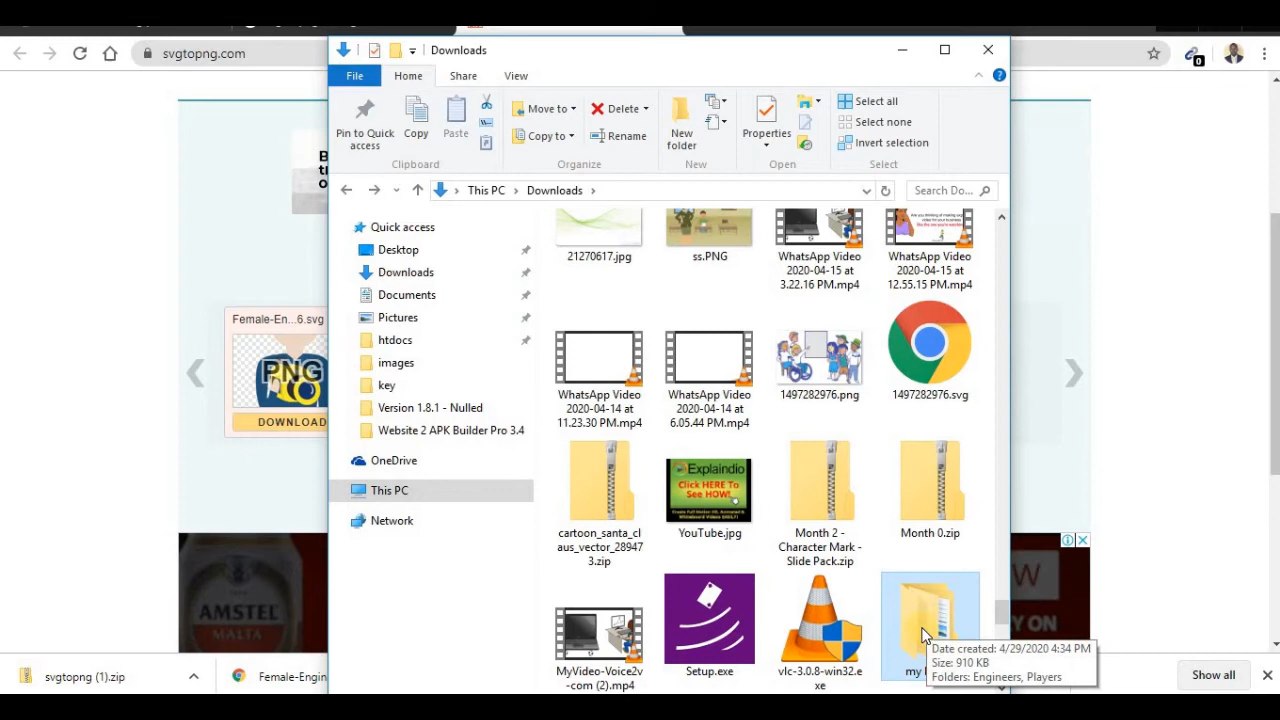 Downloads
svgtopng.com
0
File
Home
Share
View
Pin to Quick
access
Copy
Paste
Move to
Copy to
Delete
Rename
New
folder
Properties
Select all
Select none
Invert selection
Clipboard
Organize
New
Open
Select
This PC
Downloads
Search Do...
Quick access
Desktop
Downloads
Documents
Pictures
htdocs
images
key
Version 1.8.1 - Nulled
Website 2 APK Builder Pro 3.4
OneDrive
This PC
Network
21270617.jpg
ss.PNG
WhatsApp Video
2020-04-15 at
3.22.16 PM.mp4
WhatsApp Video
2020-04-15 at
12.55.15 PM.mp4
WhatsApp Video
2020-04-14 at
11.23.30 PM.mp4
WhatsApp Video
2020-04-14 at
6.05.44 PM.mp4
1497282976.png
1497282976.svg
cartoon_santa_cl
aus_vector_28947
3.zip
Explaindio
Click HERE To
See HOW!
YouTube.jpg
Month 2 -
Character Mark -
Slide Pack.zip
Month 0.zip
MyVideo-Voice2v
-com (2).mp4
Setup.exe
vlc-3.0.8-win32.e
xe
my
Date created: 4/29/2020 4:34 PM
Size: 910 KB
Folders: Engineers, Players
Female-En...6.svg
PNG
DOWNLOAD
AMSTEL
MALTA
svgtopng (1).zip
Female-Engin
Show all